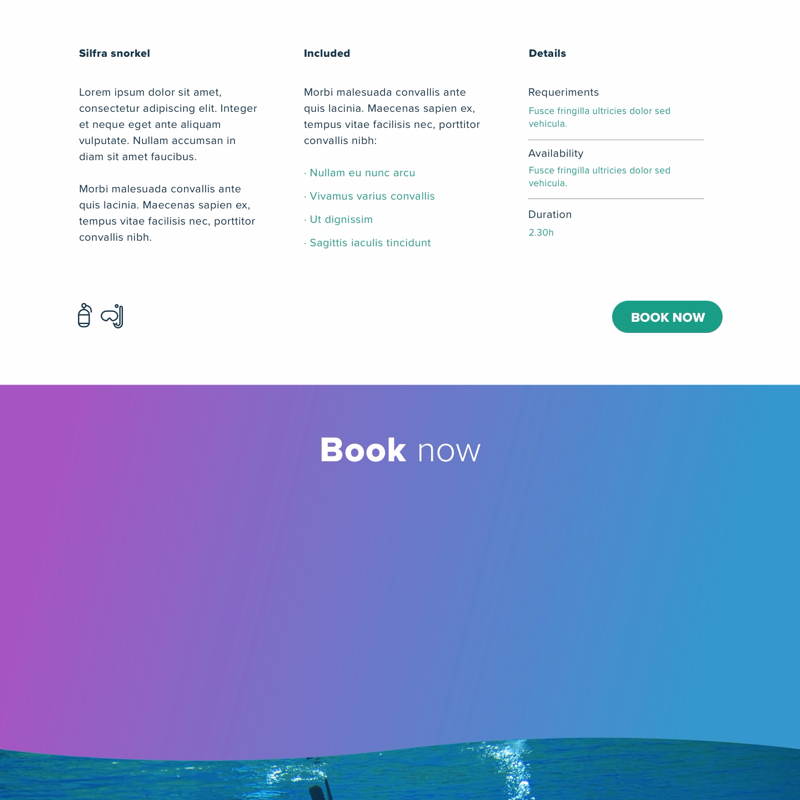 Silfra snorkel
Lorem ipsum dolor sit amet,
consectetur adipiscing elit. Integer
et neque eget ante aliquam
vulputate. Nullam accumsan in
diam sit amet faucibus.
Morbi malesuada convallis ante
quis lacinia. Maecenas sapien ex,
tempus vitae facilisis nec, porttitor
convallis nibh.
Included
Morbi malesuada convallis ante
quis lacinia. Maecenas sapien ex,
tempus vitae facilisis nec, porttitor
convallis nibh:
· Nullam eu nunc arcu
· Vivamus varius convallis
· Ut dignissim
· Sagittis iaculis tincidunt
Details
Requeriments
Fusce fringilla ultricies dolor sed
vehicula.
Availability
Fusce fringilla ultricies dolor sed
vehicula.
Duration
2.30h
BOOK NOW
Book now